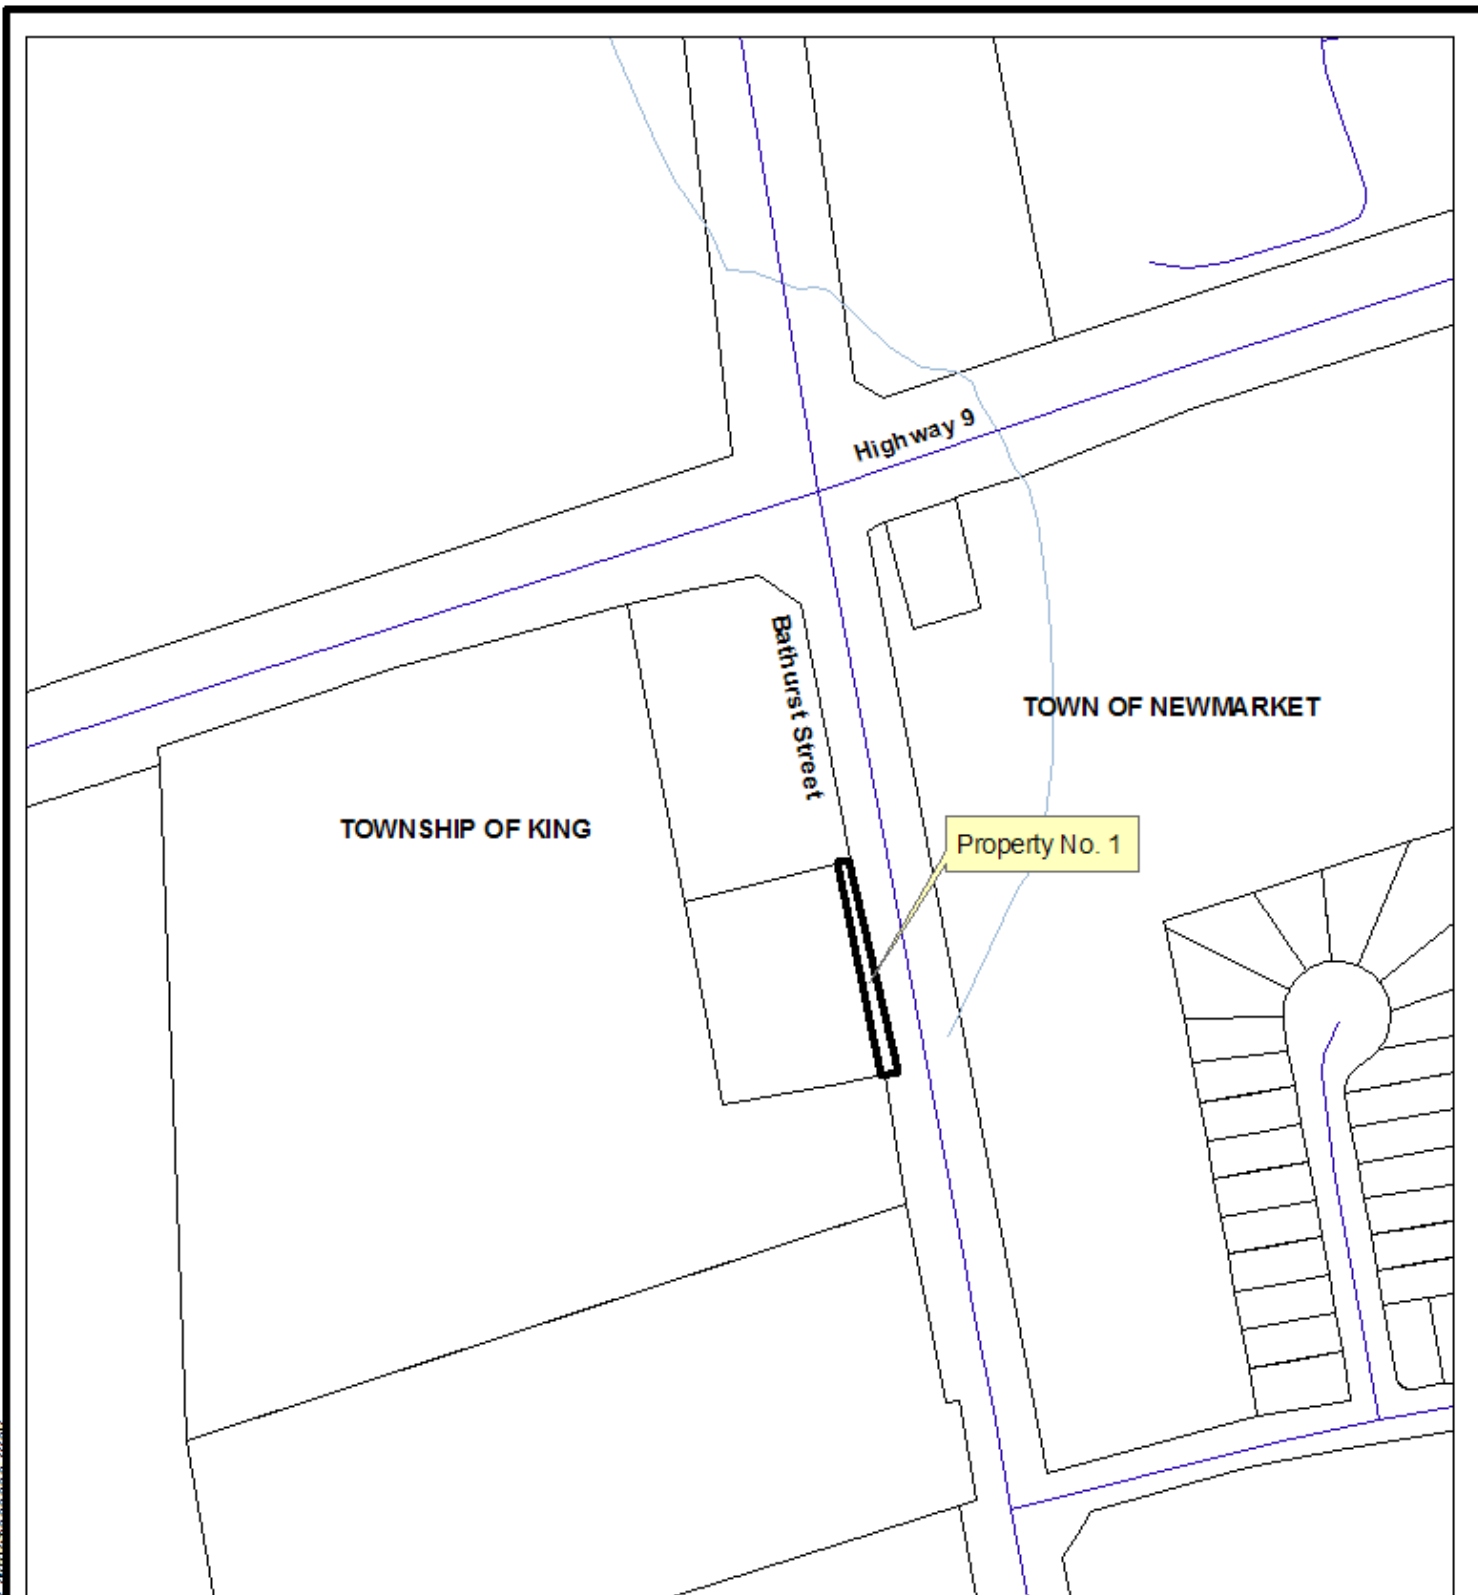 Highway 9
Bathurst Street
TOWN OF NEWMARKET
TOWNSHIP OF KING
Property No. 1